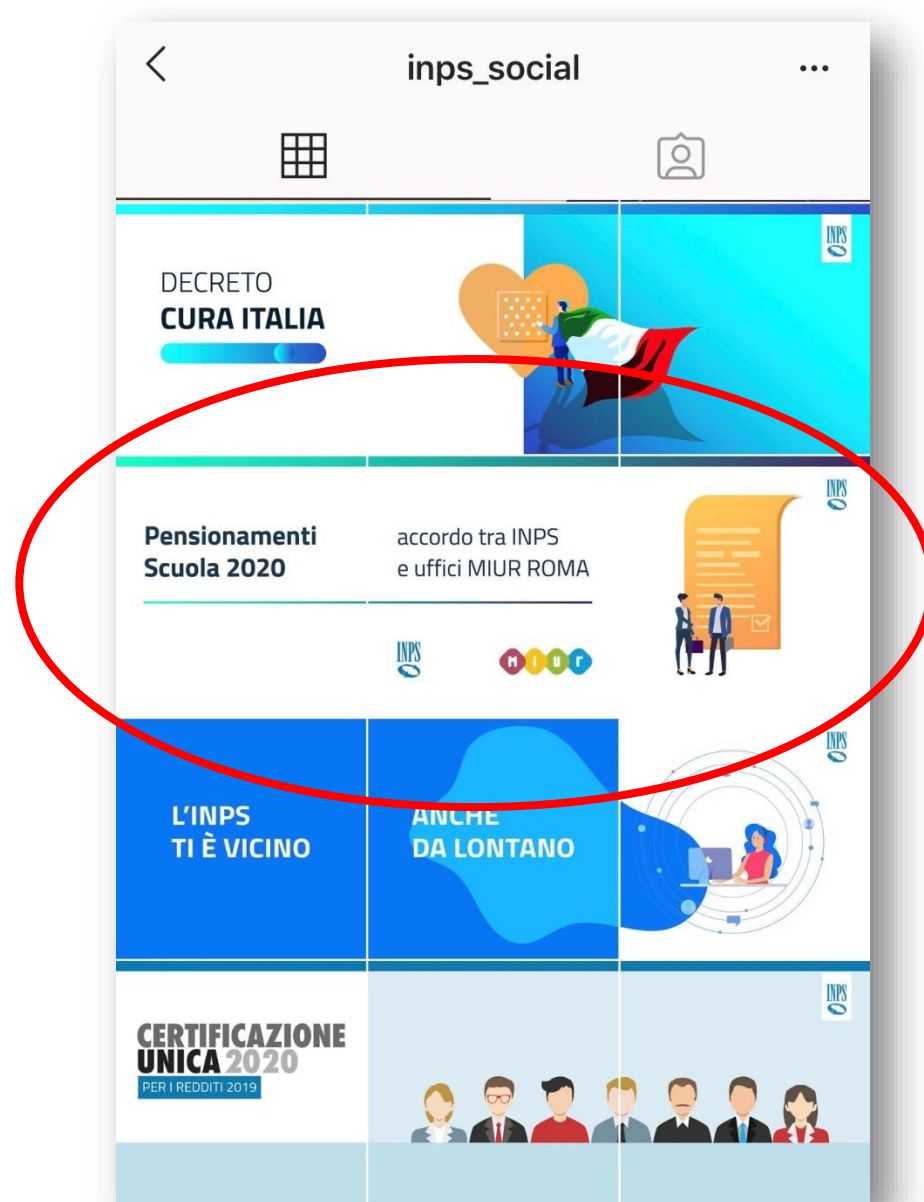 inps_social
INPS
DECRETO
CURA ITALIA
INPS
Pensionamenti
Scuola 2020
accordo tra INPS
e uffici MIUR ROMA
INPS
MIUr
INPS
L'INPS
TI È VICINO
ANCHE
DA LONTANO
INPS
CERTIFICAZIONE
UNICA 2020
PER I REDDITI 2019